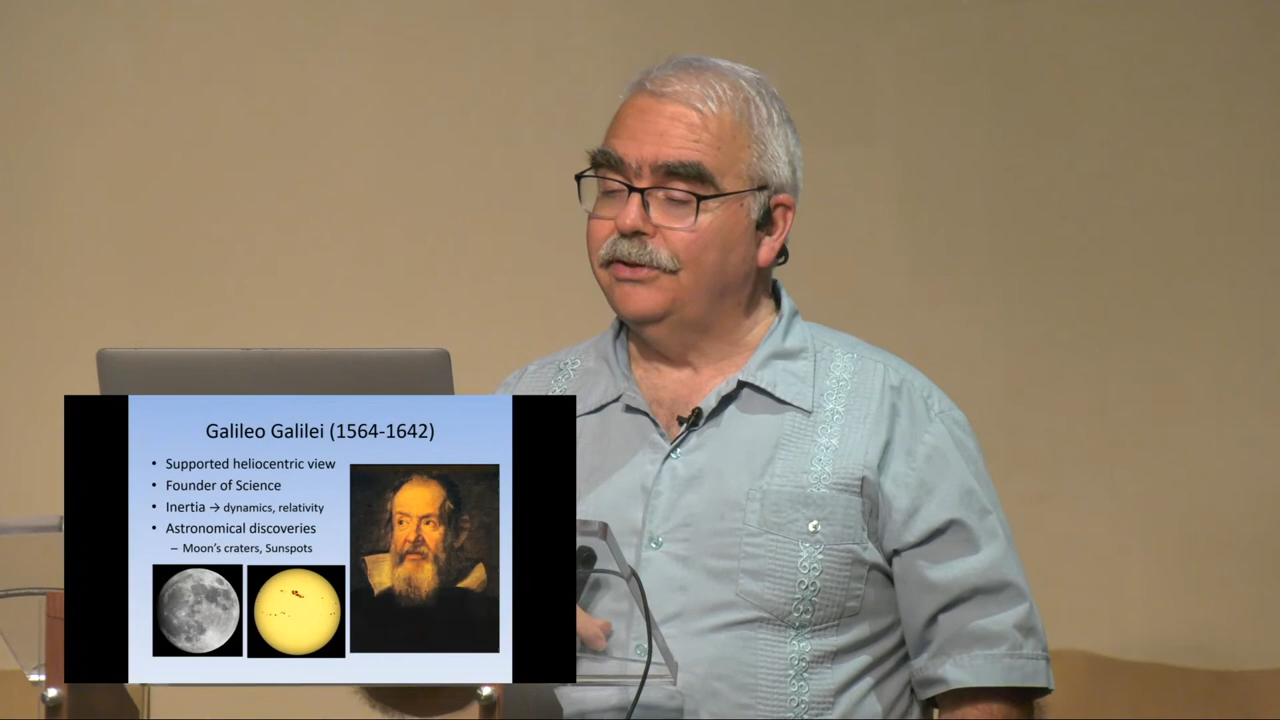 Galileo Galilei (1564-1642)
• Supported heliocentric view
• Founder of Science
• Inertia → dynamics, relativity
• Astronomical discoveries
– Moon's craters, Sunspots